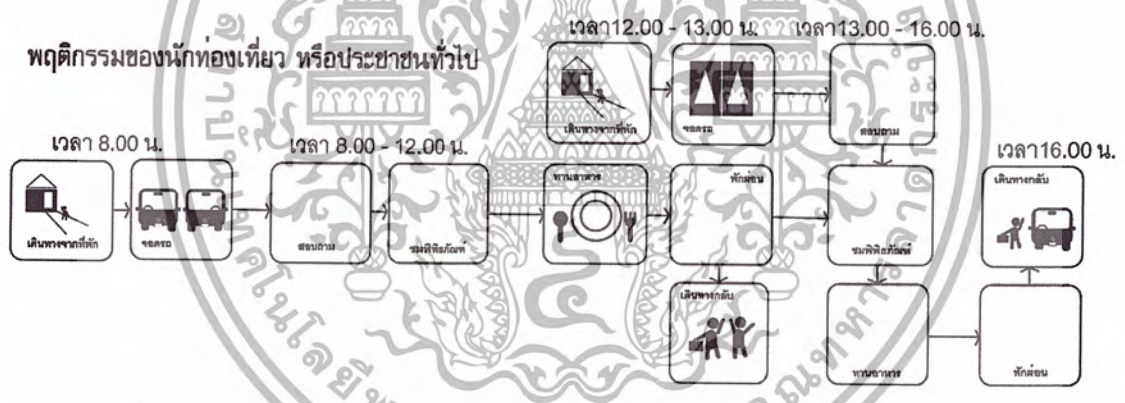 เวลา12.00 - 13.00 น. เวลา13.00 - 16.00 น.
พฤติกรรมของนักท่องเที่ยว หรือประชาชนทั่วไป
เดินทางจากที่พัก จอดรถ สอบถาม
เวลา 8.00 น. เวลา 8.00 - 12.00 น. เวลา16.00 น.
ทานอาหาร พักผ่อน เดินทางกลับ
เดินทางจากที่พัก จอดรถ สอบถาม ชมพิพิธภัณฑ์ ชมพิพิธภัณฑ์
เดินทางกลับ
ทานอาหาร พักผ่อน